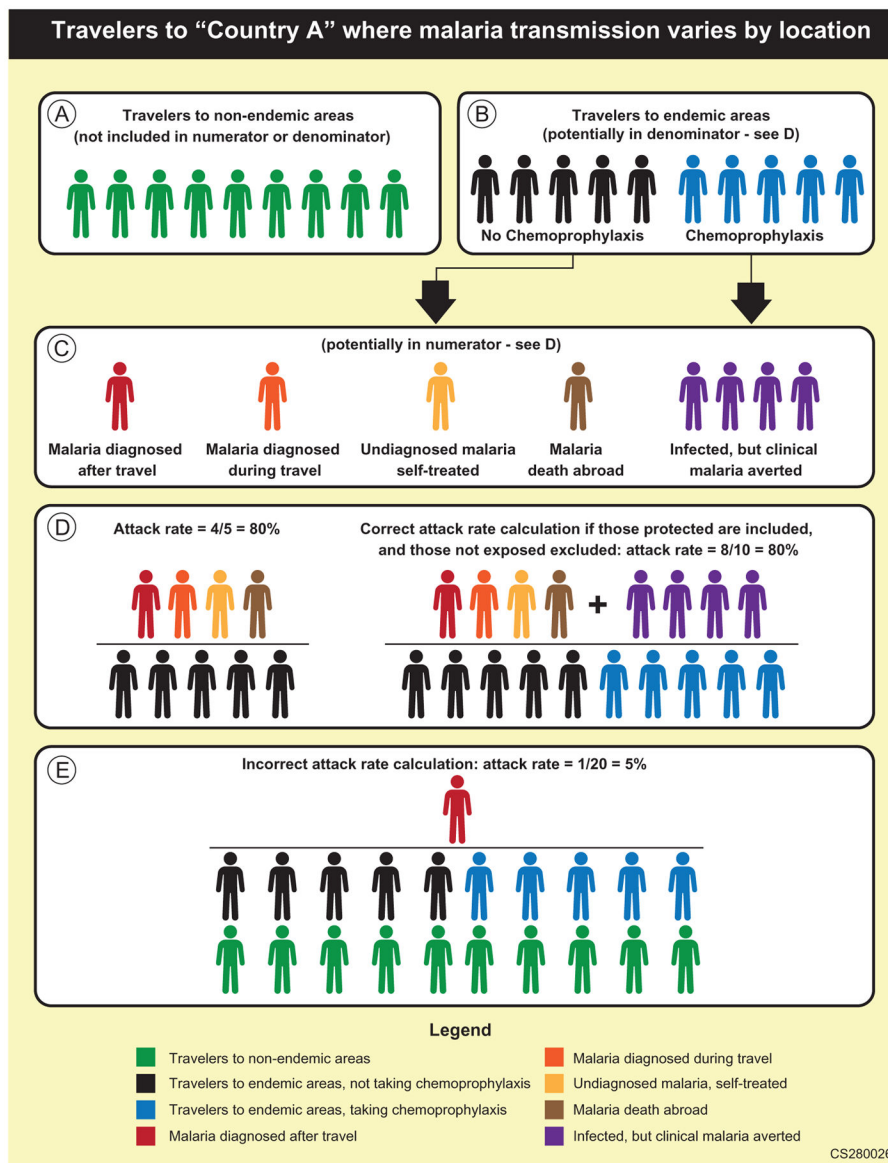 Travelers to “Country A” where malaria transmission varies by location
A
Travelers to non-endemic areas
(not included in numerator or denominator)
B
Travelers to endemic areas
(potentially in denominator - see D)
No Chemoprophylaxis
Chemoprophylaxis
C
(potentially in numerator - see D)
Malaria diagnosed
after travel
Malaria diagnosed
during travel
Undiagnosed malaria
self-treated
Malaria
death abroad
Infected, but clinical
malaria averted
D
Attack rate = 4/5 = 80%
Correct attack rate calculation if those protected are included,
and those not exposed excluded: attack rate = 8/10 = 80%
+
E
Incorrect attack rate calculation: attack rate = 1/20 = 5%
Legend
Travelers to non-endemic areas
Travelers to endemic areas, not taking chemoprophylaxis
Travelers to endemic areas, taking chemoprophylaxis
Malaria diagnosed after travel
Malaria diagnosed during travel
Undiagnosed malaria, self-treated
Malaria death abroad
Infected, but clinical malaria averted
CS280026